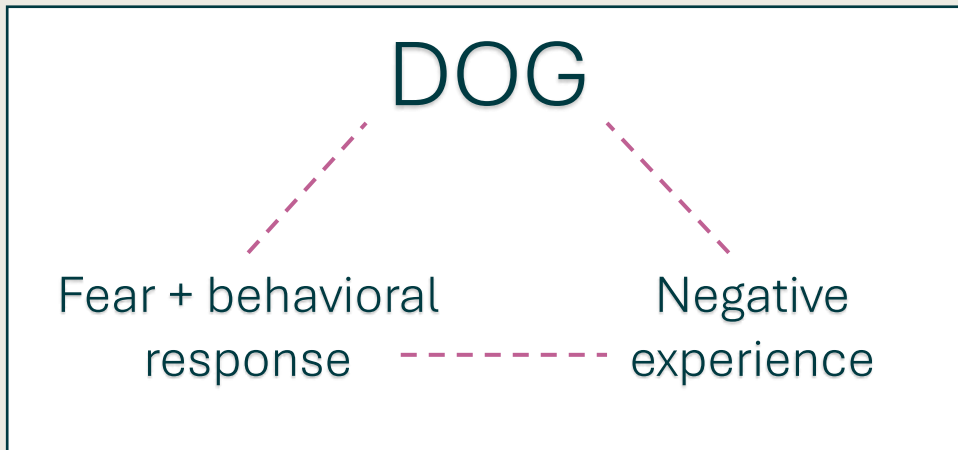 DOG
Fear + behavioral
response
Negative
experience